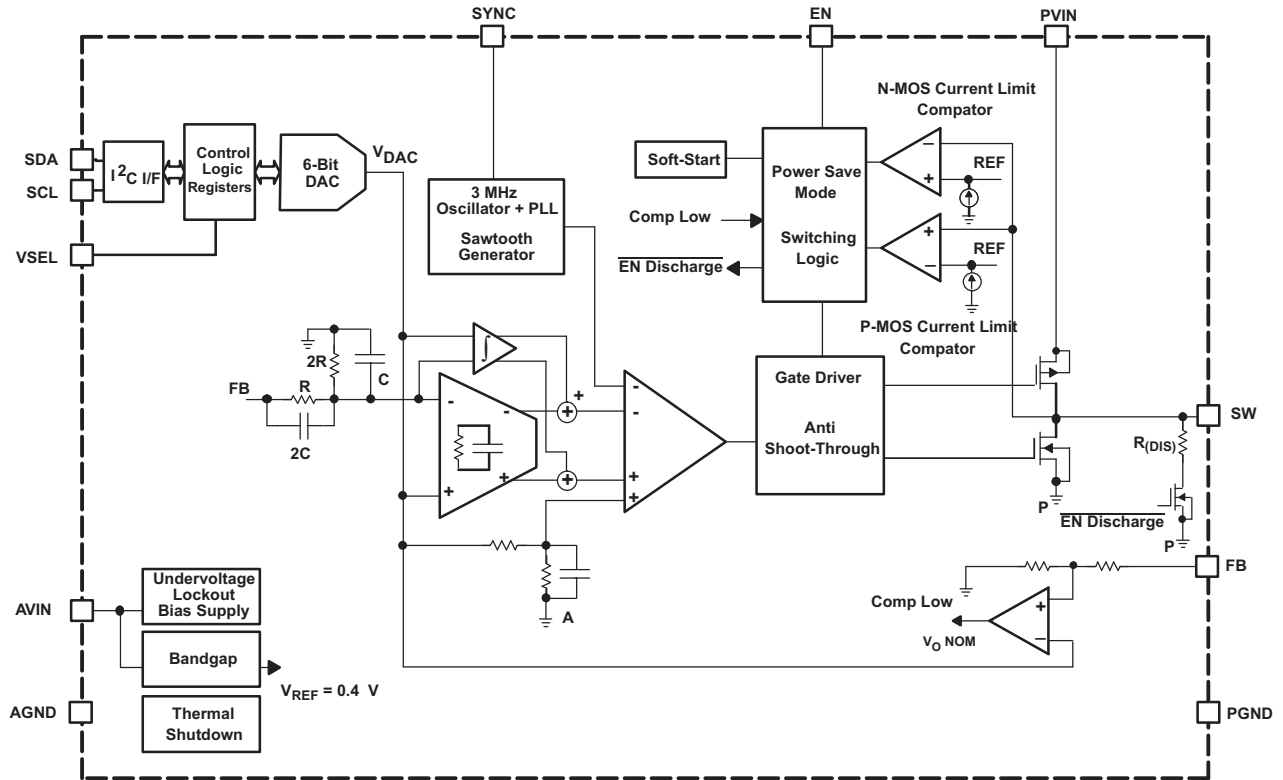 SYNC
EN
PVIN
N-MOS Current Limit
Compator
SDA
SCL
I2C I/F
Control
Logic
Registers
6-Bit
DAC
VDAC
VSEL
3 MHz
Oscillator + PLL
Sawtooth
Generator
Soft-Start
Comp Low
EN Discharge
Power Save
Mode
Switching
Logic
-
+
REF
+
-
REF
P-MOS Current Limit
Compator
2R
C
FB
R
2C
∫
-
-
+
+
+
+
+
-
-
+
+
Gate Driver
Anti
Shoot-Through
SW
R(DIS)
P
EN Discharge
P
FB
A
AVIN
Undervoltage
Lockout
Bias Supply
Bandgap
VREF = 0.4 V
Comp Low
VO NOM
+
-
AGND
Thermal
Shutdown
PGND